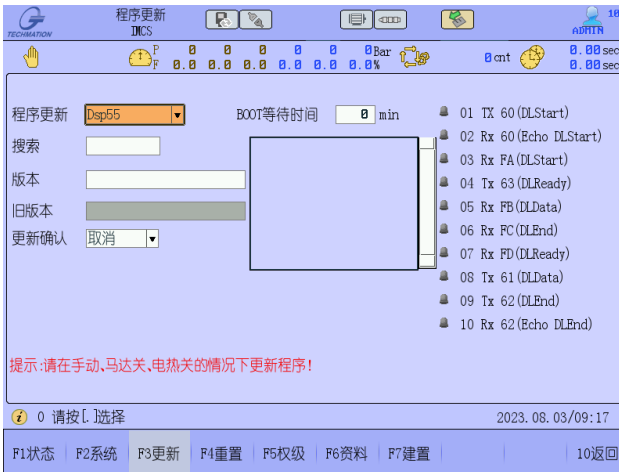 TECHMATION
程序更新
IMCS
10
ADMIN
P 0 0 0 0 0 0Bar
F 0.0 0.0 0.0 0.0 0.0 0.0%
0 cnt
0.00 sec
0.00 sec
程序更新 Dsp55 BOOT等待时间 0 min
搜索
版本
旧版本
更新确认 取消
01 TX 60(DLStart)
02 Rx 60(Echo DLStart)
03 Rx FA(DLStart)
04 Tx 63(DLReady)
05 Rx FB(DLData)
06 Rx FC(DLEnd)
07 Rx FD(DLReady)
08 Tx 61(DLData)
09 Tx 62(DLEnd)
10 Rx 62(Echo DLEnd)
提示:请在手动、马达关、电热关的情况下更新程序!
i 0 请按[.]选择 2023.08.03/09:17
F1状态 F2系统 F3更新 F4重置 F5权级 F6资料 F7建置 10返回